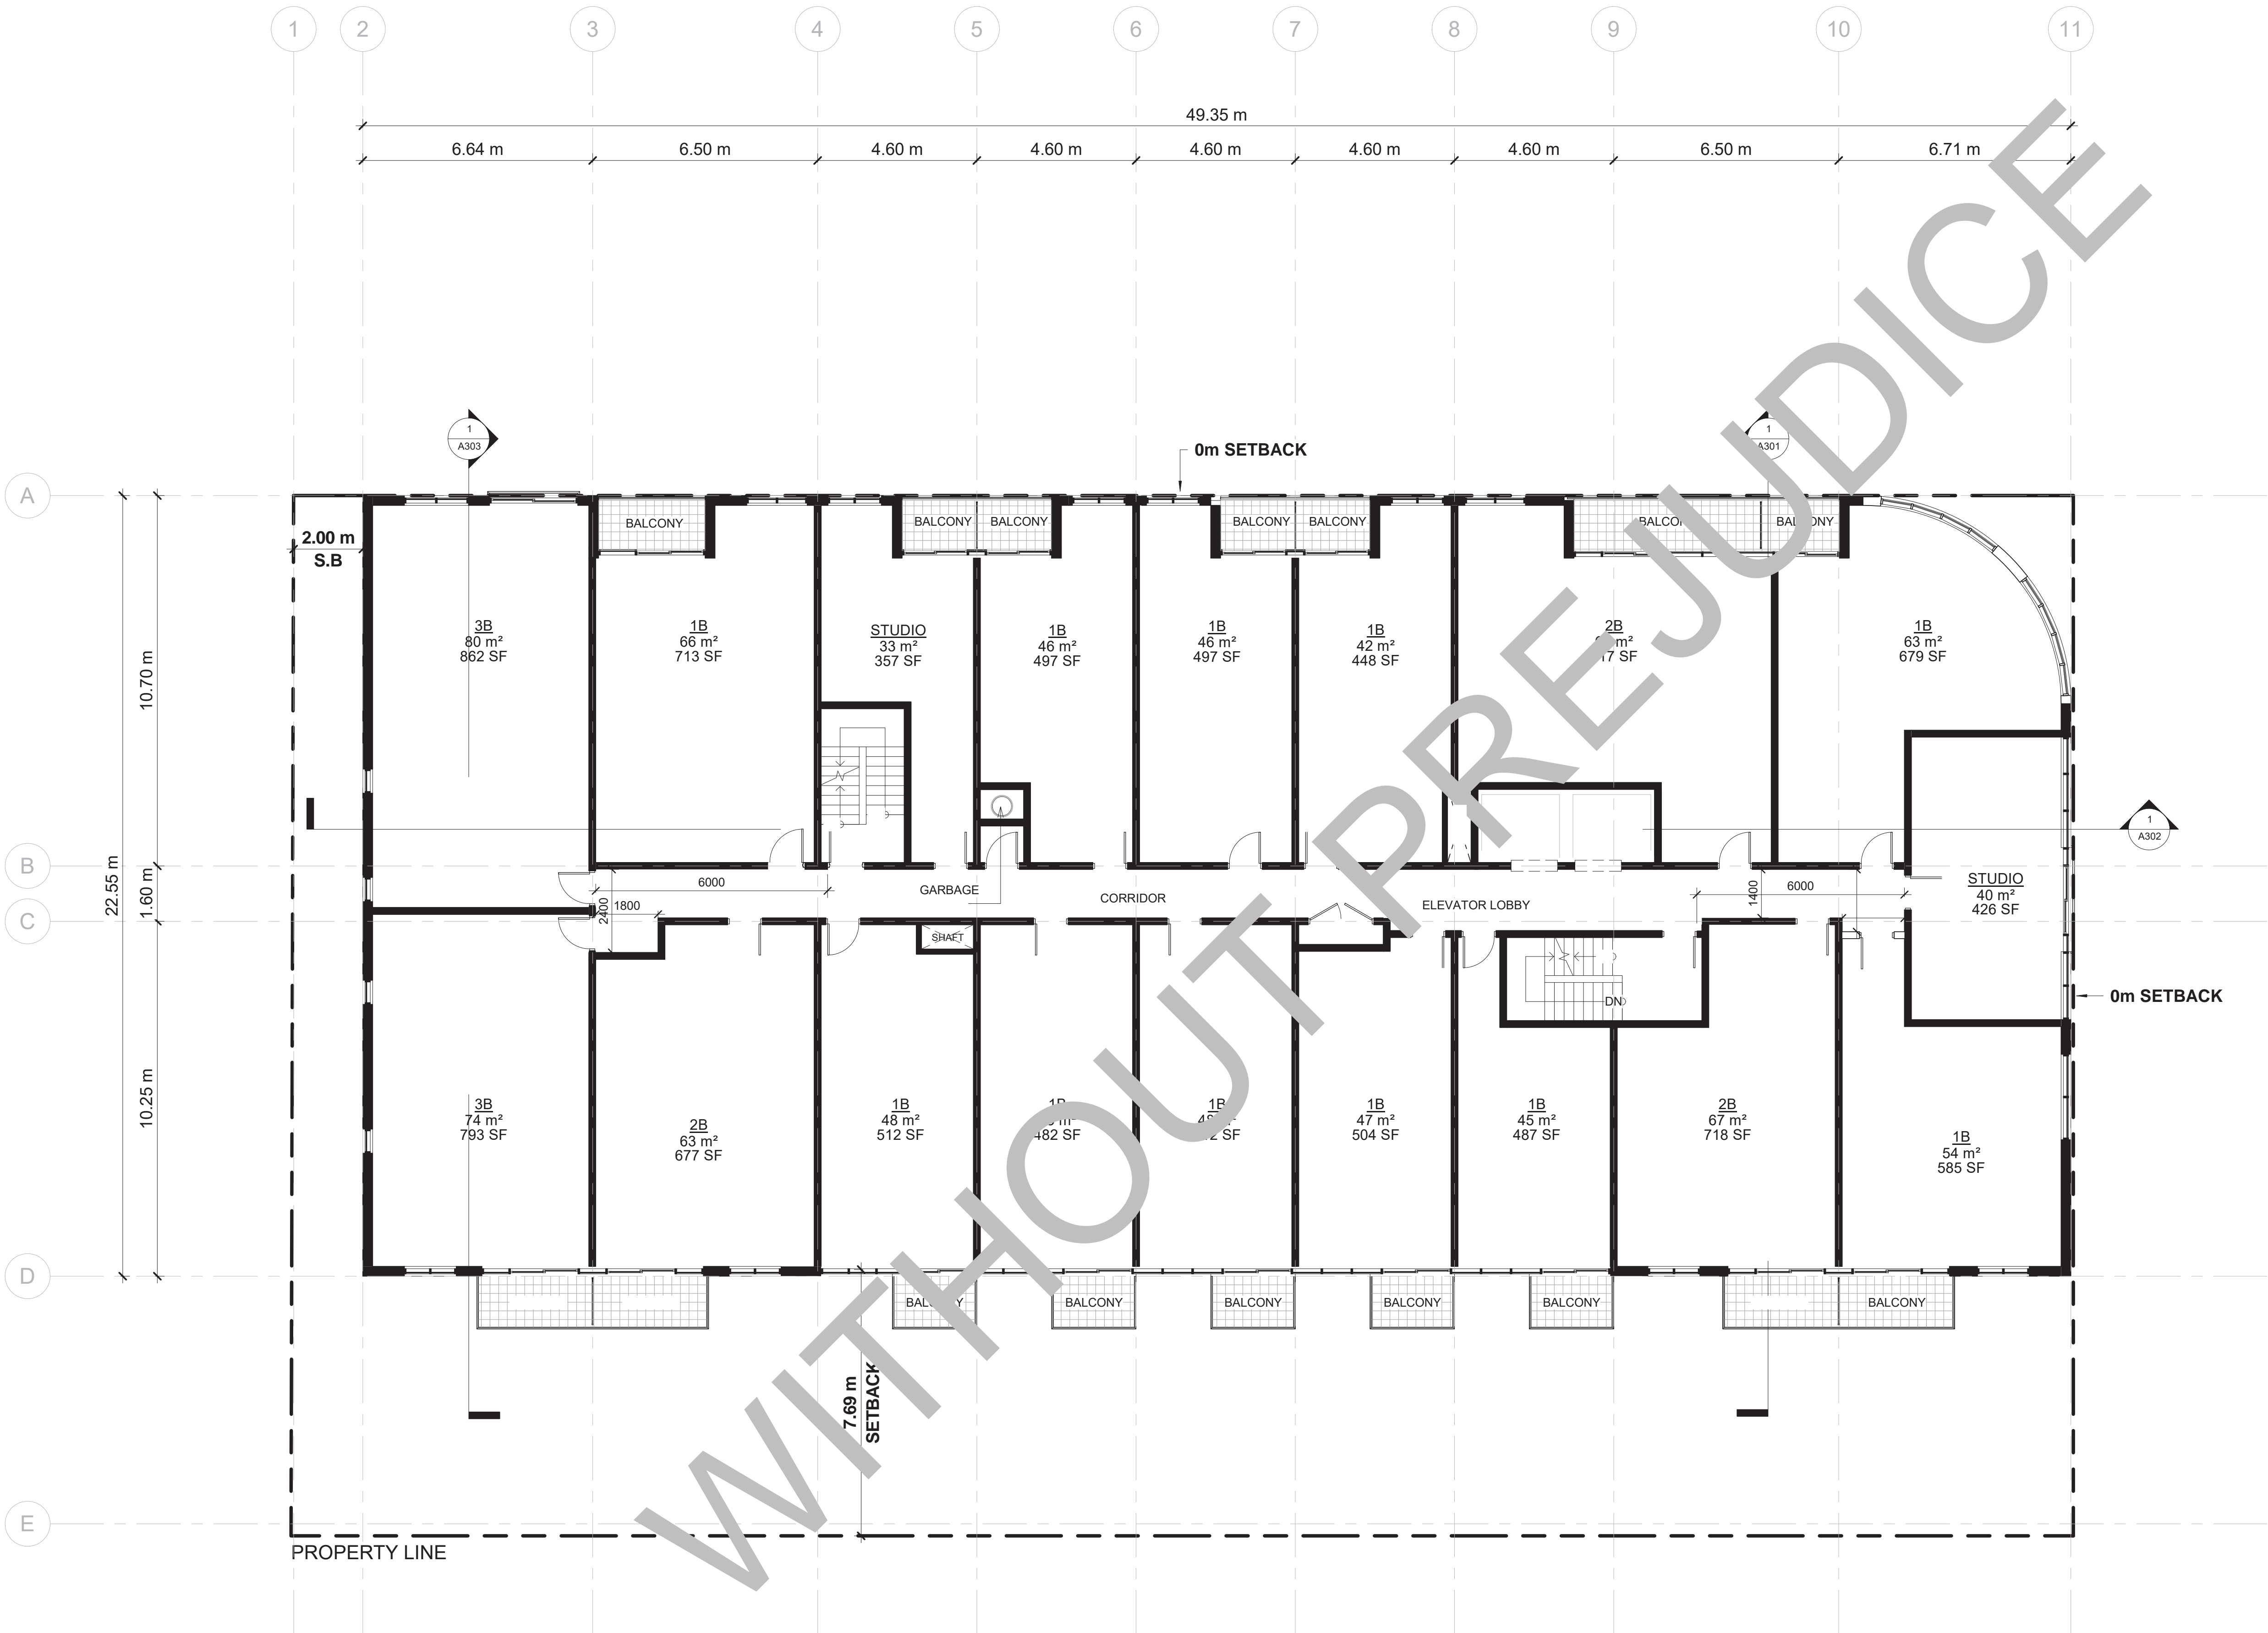 1
2
3
4
5
6
7
8
9
10
11
49.35 m
6.64 m
6.50 m
4.60 m
4.60 m
4.60 m
4.60 m
4.60 m
6.50 m
6.71 m
1
A303
0m SETBACK
1
A301
A
B
C
D
E
22.55 m
10.70 m
1.60 m
10.25 m
2.00 m
S.B
BALCONY
BALCONY
BALCONY
BALCONY
BALCONY
3B
80 m²
862 SF
1B
66 m²
713 SF
STUDIO
33 m²
357 SF
1B
46 m²
497 SF
1B
46 m²
497 SF
1B
42 m²
448 SF
2B
1B
63 m²
679 SF
1
A302
6000
2400
1800
GARBAGE
CORRIDOR
ELEVATOR LOBBY
SHAFT
1400
6000
STUDIO
40 m²
426 SF
DN
0m SETBACK
3B
74 m²
793 SF
2B
63 m²
677 SF
1B
48 m²
512 SF
482 SF
1B
1B
47 m²
504 SF
1B
45 m²
487 SF
2B
67 m²
718 SF
1B
54 m²
585 SF
BALCONY
BALCONY
BALCONY
BALCONY
BALCONY
7.69 m
SETBACK
PROPERTY LINE
WITHOUT PREJUDICE